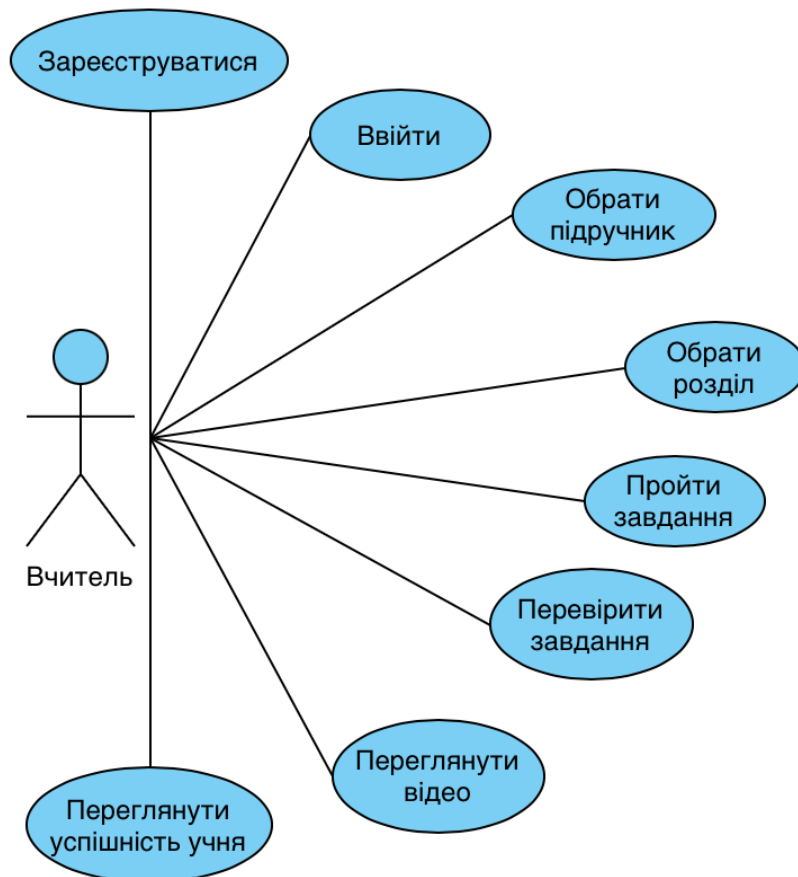 Зареєструватися
Ввійти
Обрати
підручник
Обрати
розділ
Пройти
завдання
Вчитель
Перевірити
завдання
Переглянути
відео
Переглянути
успішність учня